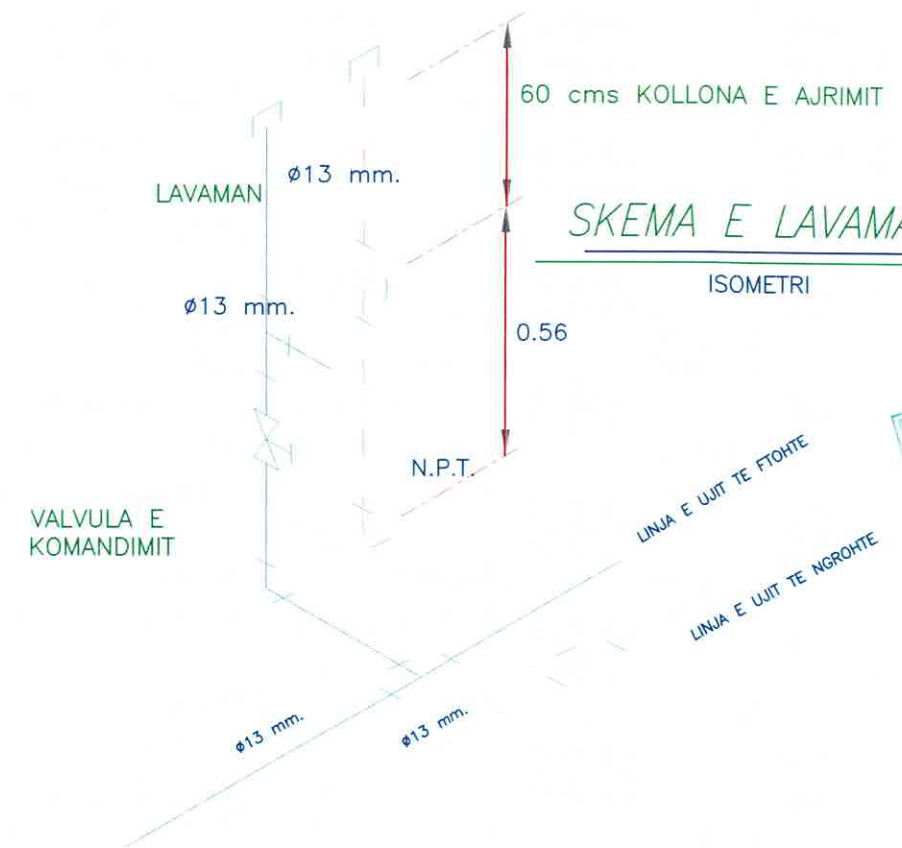 60 cms KOLLONA E AJRIMIT
ø13 mm.
LAVAMAN
SKEMA E LAVAMA
ISOMETRI
ø13 mm.
0.56
N.P.T.
LINJA E UJIT TE FTOHTE
VALVULA E
KOMANDIMIT
LINJA E UJIT TE NGROHTE
ø13 mm.
ø13 mm.